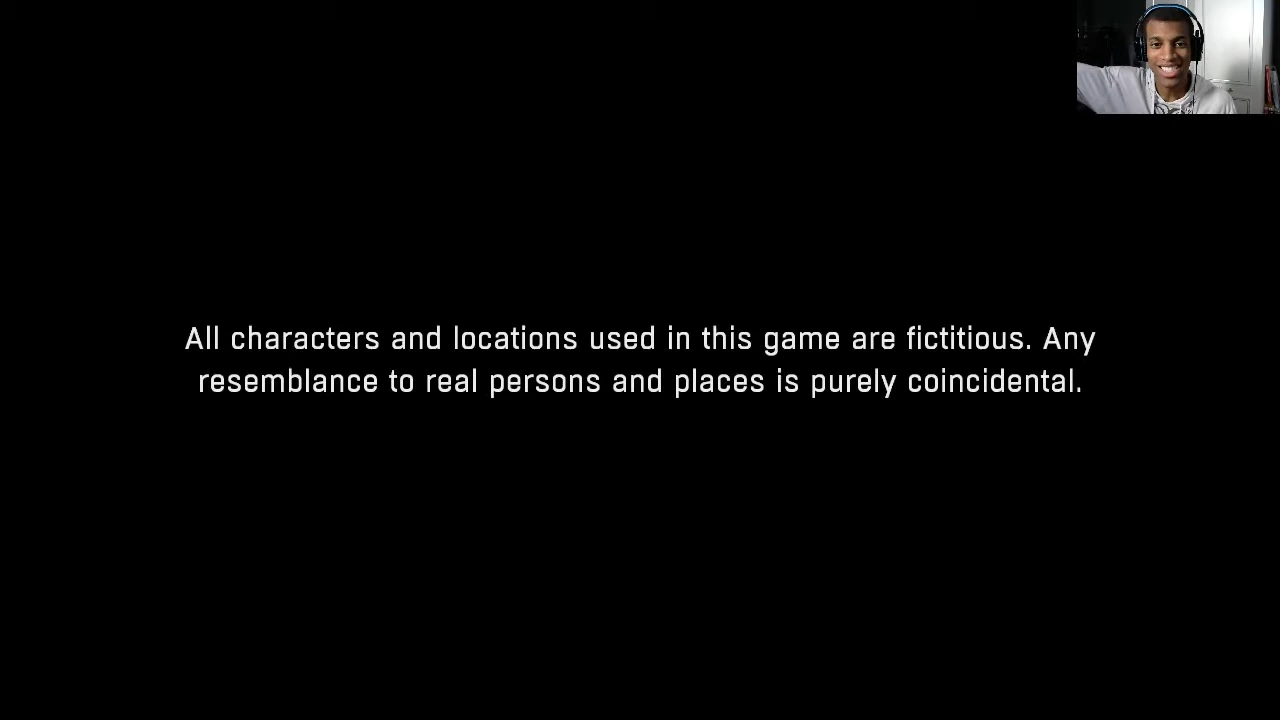 All characters and locations used in this game are fictitious. Any
resemblance to real persons and places is purely coincidental.